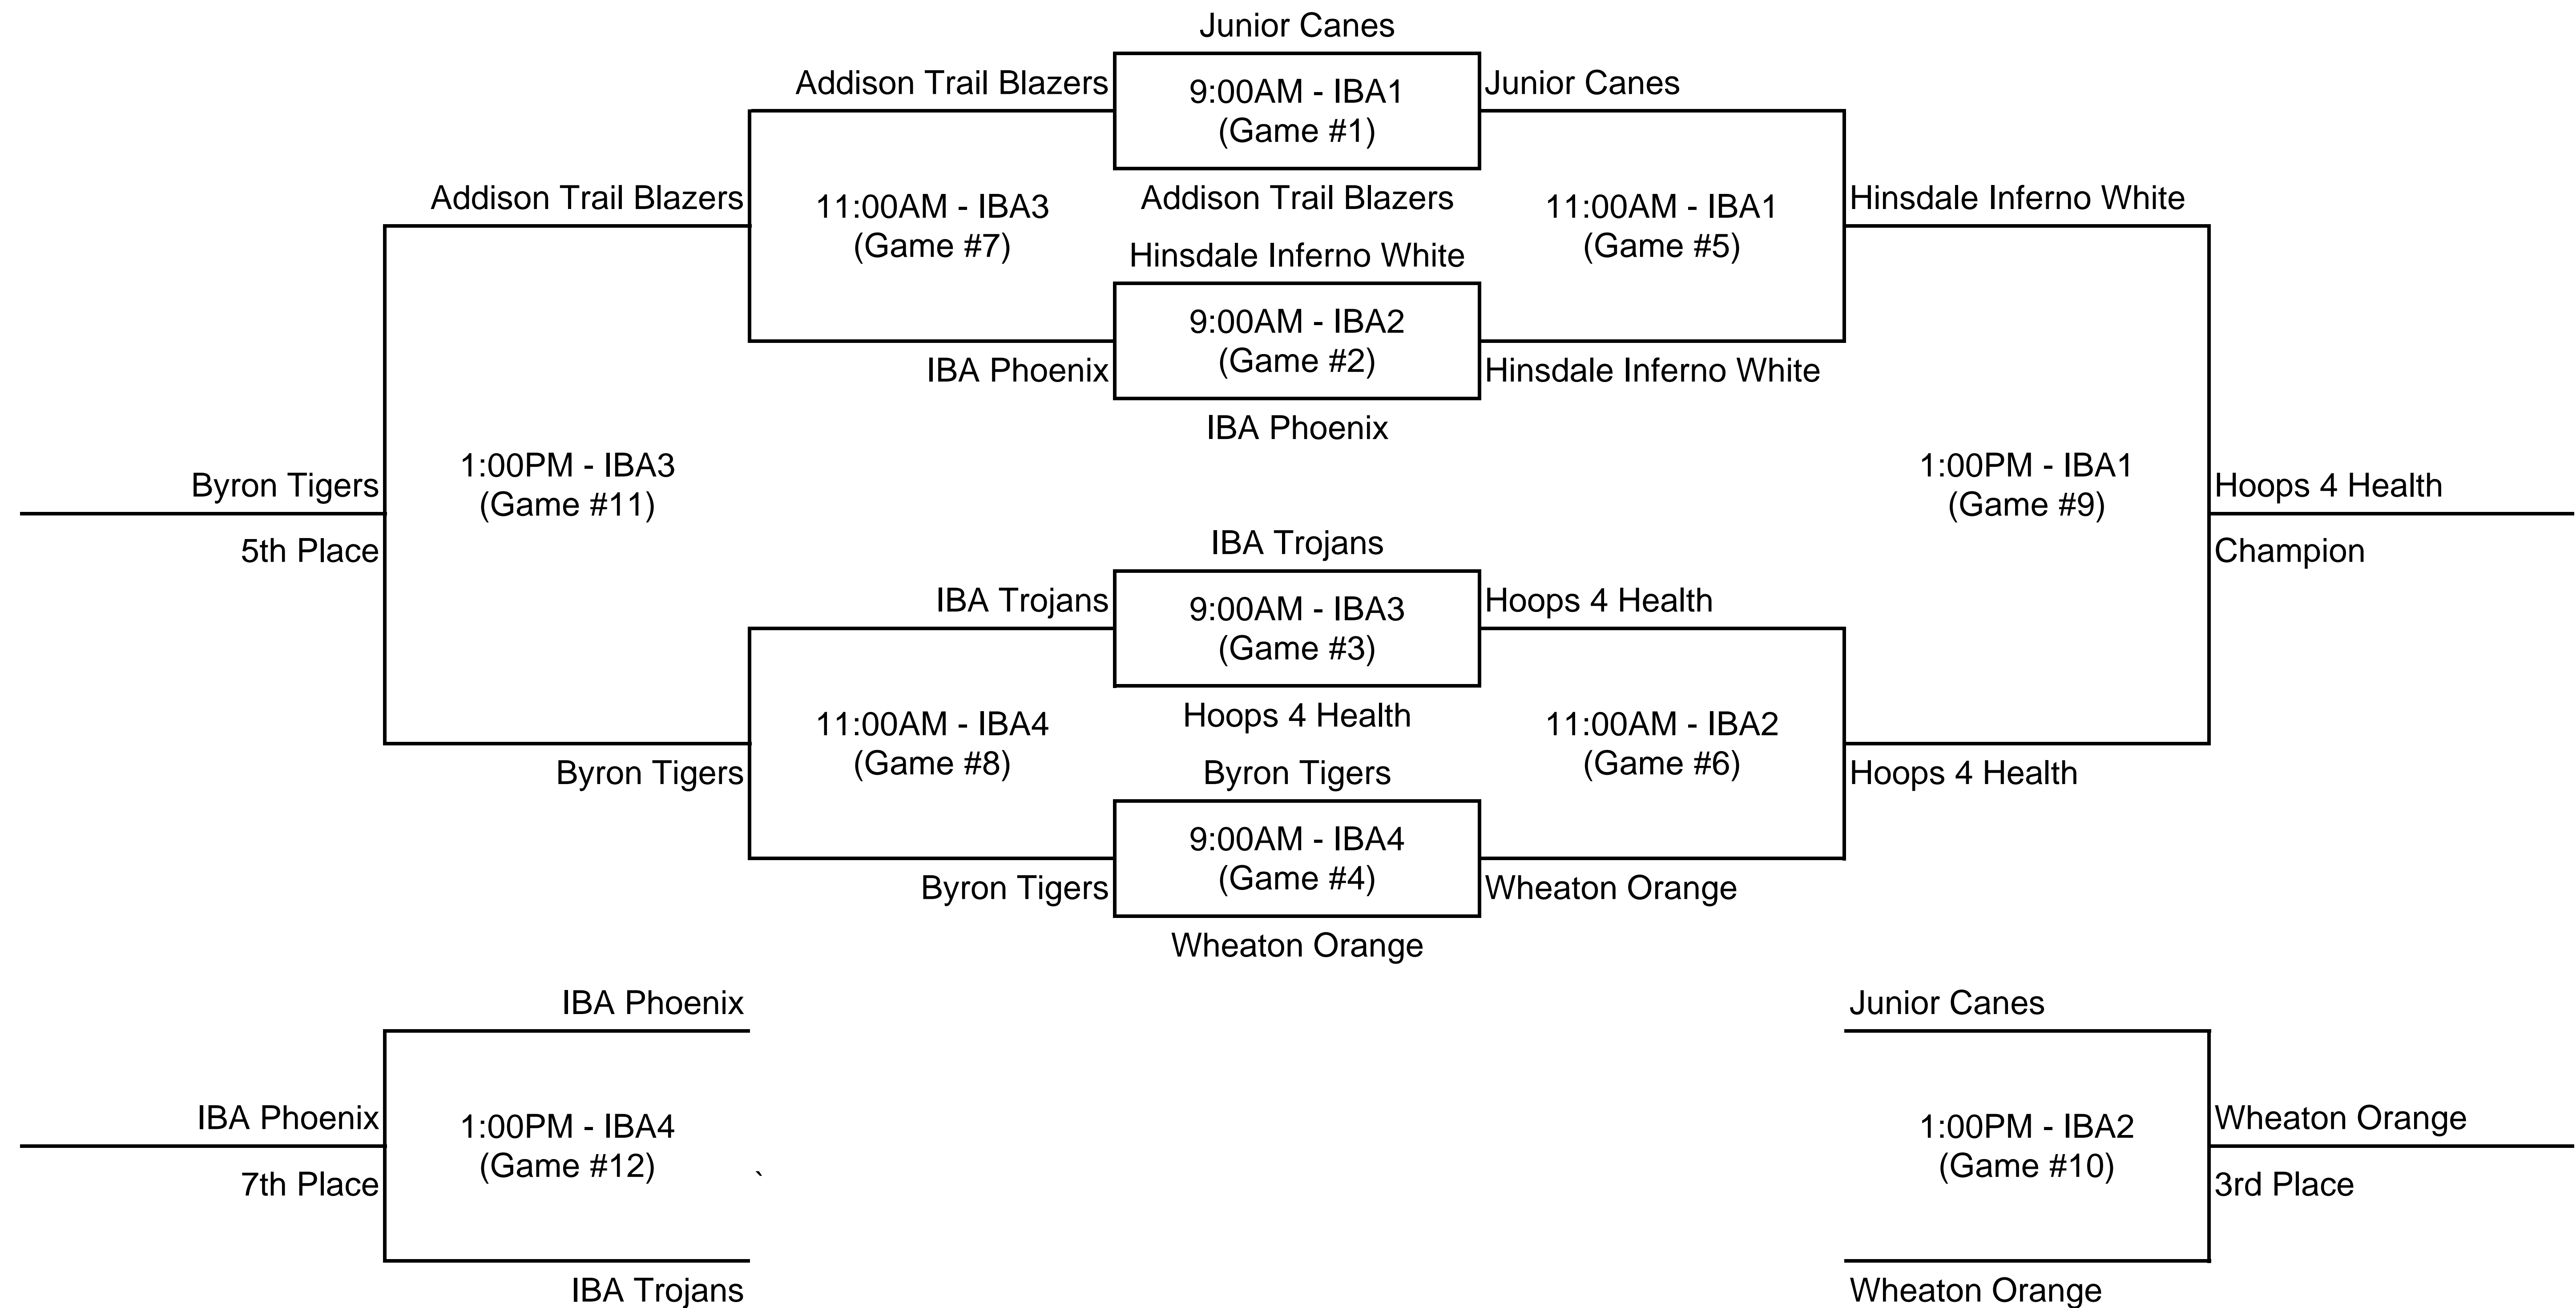 Junior Canes
Addison Trail Blazers
9:00AM - IBA1
(Game #1)
Junior Canes
Addison Trail Blazers
11:00AM - IBA3
(Game #7)
Addison Trail Blazers
11:00AM - IBA1
(Game #5)
Hinsdale Inferno White
Hinsdale Inferno White
IBA Phoenix
9:00AM - IBA2
(Game #2)
Hinsdale Inferno White
IBA Phoenix
Byron Tigers
5th Place
1:00PM - IBA3
(Game #11)
1:00PM - IBA1
(Game #9)
Hoops 4 Health
Champion
IBA Trojans
IBA Trojans
9:00AM - IBA3
(Game #3)
Hoops 4 Health
Hoops 4 Health
11:00AM - IBA4
(Game #8)
11:00AM - IBA2
(Game #6)
Byron Tigers
Byron Tigers
Hoops 4 Health
Byron Tigers
9:00AM - IBA4
(Game #4)
Wheaton Orange
Wheaton Orange
IBA Phoenix
Junior Canes
IBA Phoenix
7th Place
1:00PM - IBA4
(Game #12)
`
1:00PM - IBA2
(Game #10)
Wheaton Orange
3rd Place
IBA Trojans
Wheaton Orange